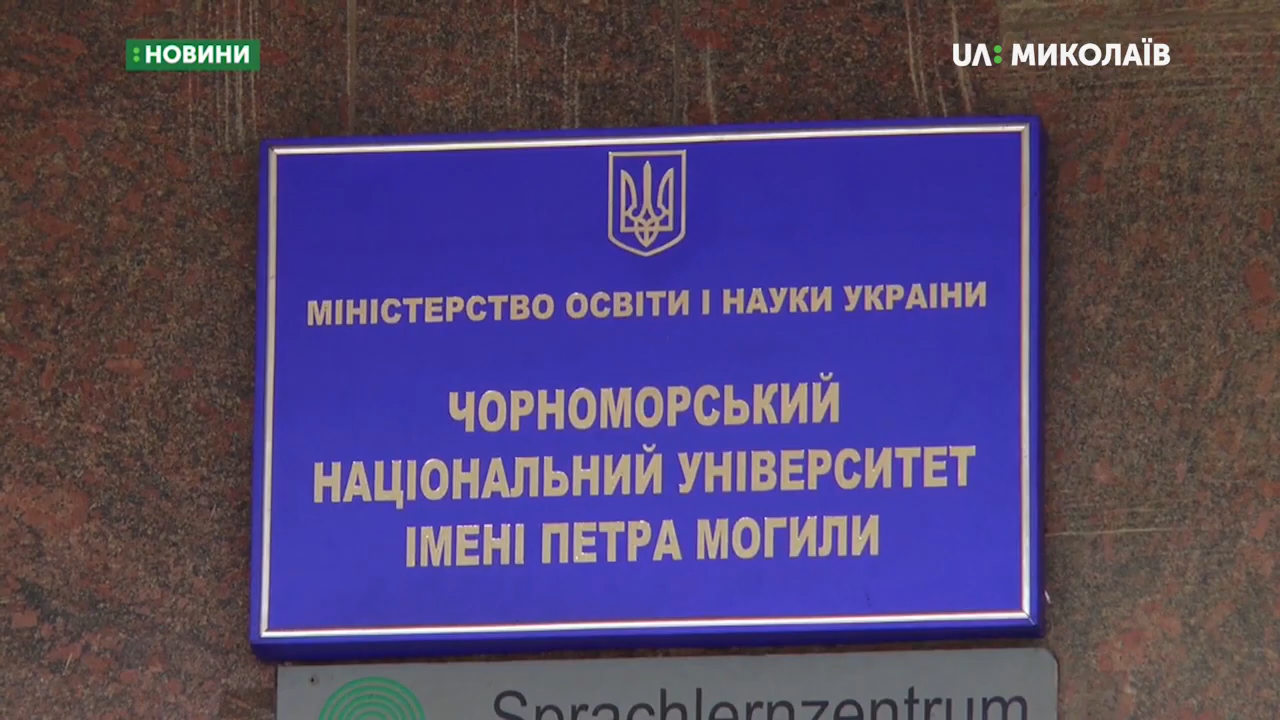 :НОВИНИ
UA: МИКОЛАЇВ
МІНІСТЕРСТВО ОСВІТИ І НАУКИ УКРАЇНИ
ЧОРНОМОРСЬКИЙ
НАЦІОНАЛЬНИЙ УНІВЕРСИТЕТ
ІМЕНІ ПЕТРА МОГИЛИ
Sprachlernzentrum